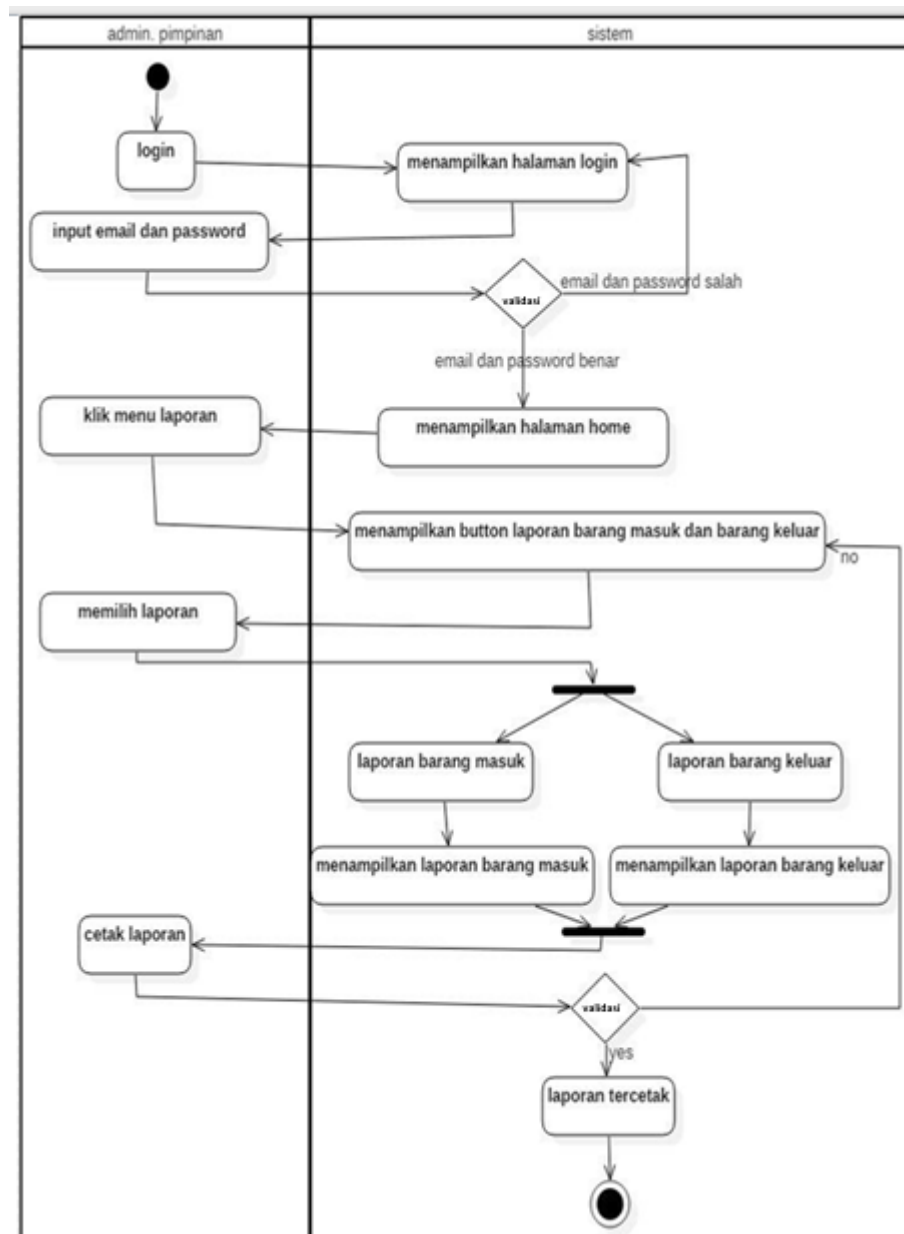 admin. pimpinan
sistem
login
menampilkan halaman login
input email dan password
validasi
email dan password salah
email dan password benar
klik menu laporan
menampilkan halaman home
menampilkan button laporan barang masuk dan barang keluar
no
memilih laporan
laporan barang masuk
laporan barang keluar
menampilkan laporan barang masuk
menampilkan laporan barang keluar
cetak laporan
validasi
yes
laporan tercetak